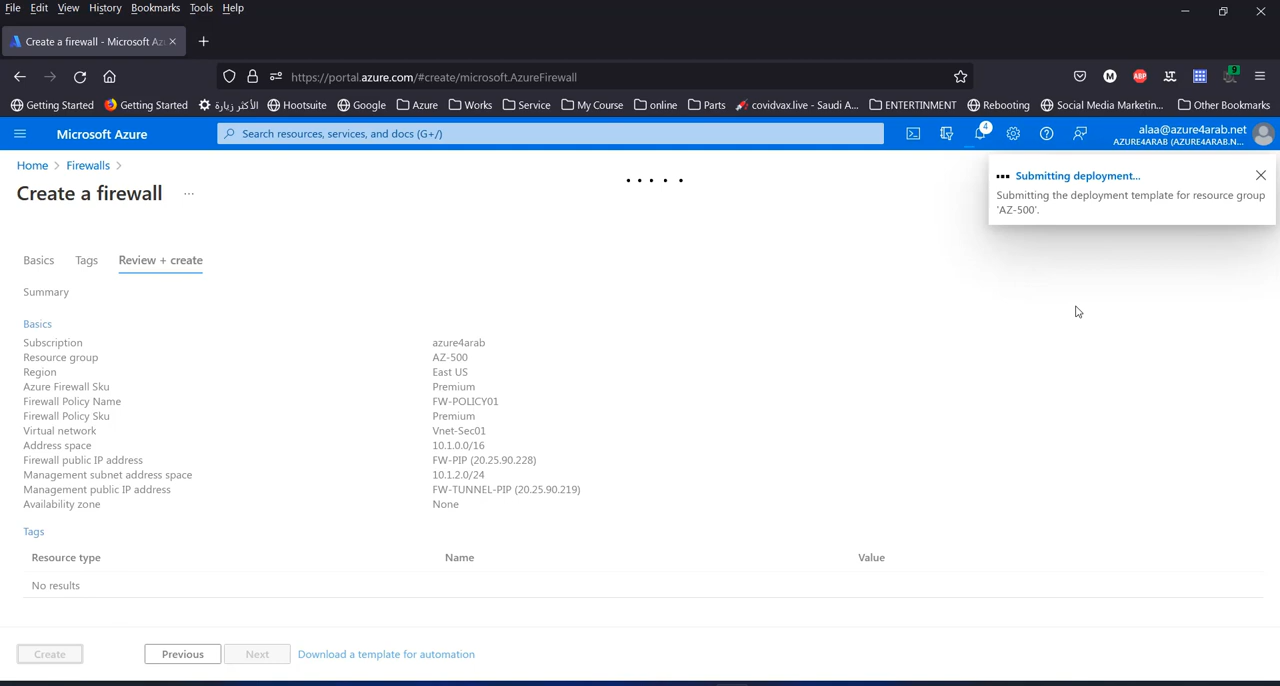 File Edit View History Bookmarks Tools Help
Create a firewall - Microsoft Az
https://portal.azure.com/#create/microsoft.AzureFirewall
M ABP LT 9
Getting Started Getting Started الأكثر زيارة Hootsuite Google Azure Works Service My Course online Parts covidvax.live - Saudi A... ENTERTINMENT Rebooting Social Media Marketin... Other Bookmarks
Microsoft Azure Search resources, services, and docs (G+/) 4 alaa@azure4arab.net
AZURE4ARAB (AZURE4ARAB.N...
Home > Firewalls >
Create a firewall ...
Submitting deployment...
Submitting the deployment template for resource group
'AZ-500'.
Basics Tags Review + create
Summary
Basics
Subscription azure4arab
Resource group AZ-500
Region East US
Azure Firewall Sku Premium
Firewall Policy Name FW-POLICY01
Firewall Policy Sku Premium
Virtual network Vnet-Sec01
Address space 10.1.0.0/16
Firewall public IP address FW-PIP (20.25.90.228)
Management subnet address space 10.1.2.0/24
Management public IP address FW-TUNNEL-PIP (20.25.90.219)
Availability zone None
Tags
Resource type Name Value
No results
Create Previous Next Download a template for automation